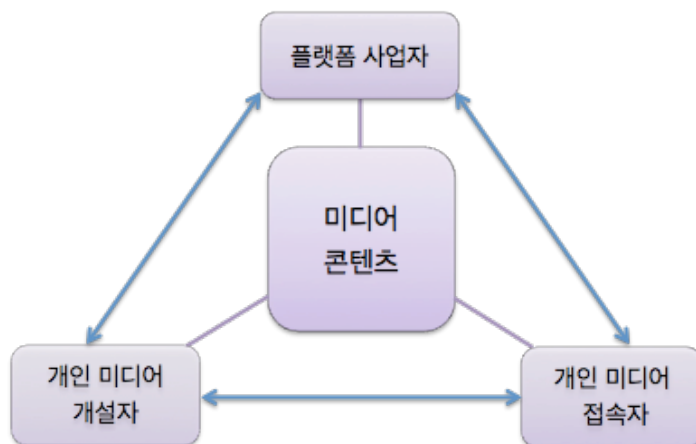 플랫폼 사업자
미디어
콘텐츠
개인 미디어
개설자
개인 미디어
접속자